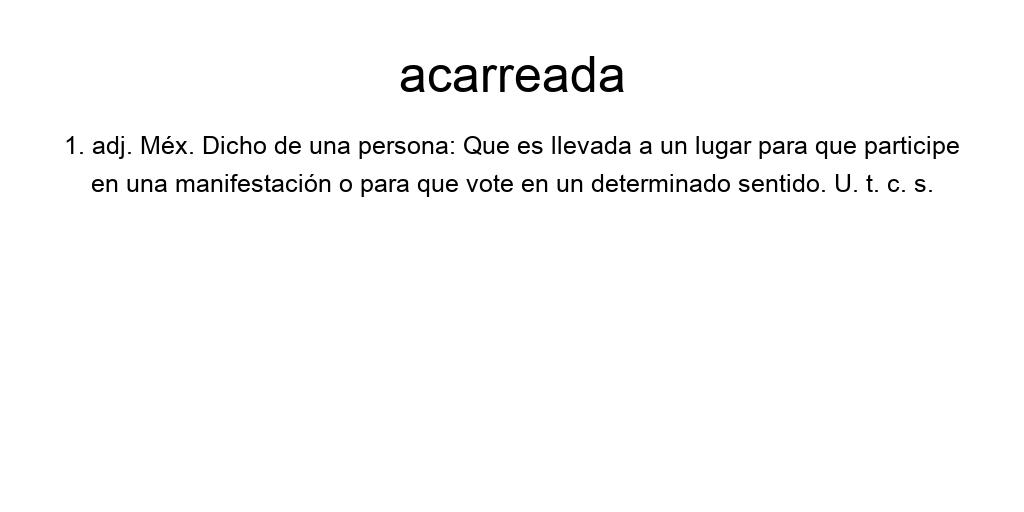 acarreada
1. adj. Méx. Dicho de una persona: Que es llevada a un lugar para que participe
en una manifestación o para que vote en un determinado sentido. U. t. c. s.